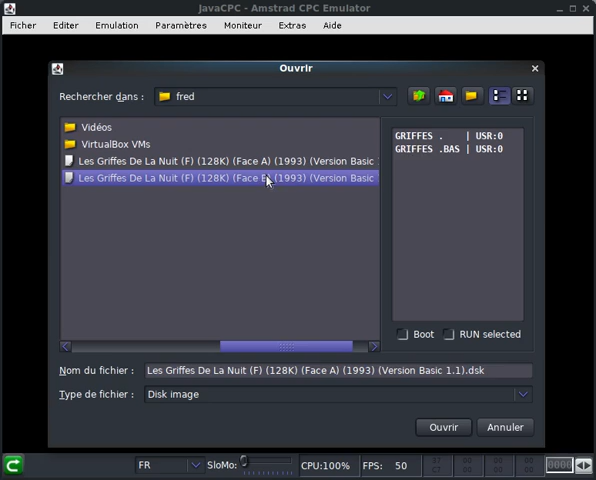 JavaCPC - Amstrad CPC Emulator
Ficher Editer Emulation Paramètres Moniteur Extras Aide
Ouvrir
Rechercher dans : fred
Vidéos
VirtualBox VMs
Les Griffes De La Nuit (F) (128K) (Face A) (1993) (Version Basic
Les Griffes De La Nuit (F) (128K) (Face B) (1993) (Version Basic
GRIFFES . | USR:0
GRIFFES .BAS | USR:0
Boot RUN selected
Nom du fichier : Les Griffes De La Nuit (F) (128K) (Face A) (1993) (Version Basic 1.1).dsk
Type de fichier : Disk image
Ouvrir Annuler
FR SloMo: CPU:100% FPS: 50 0000